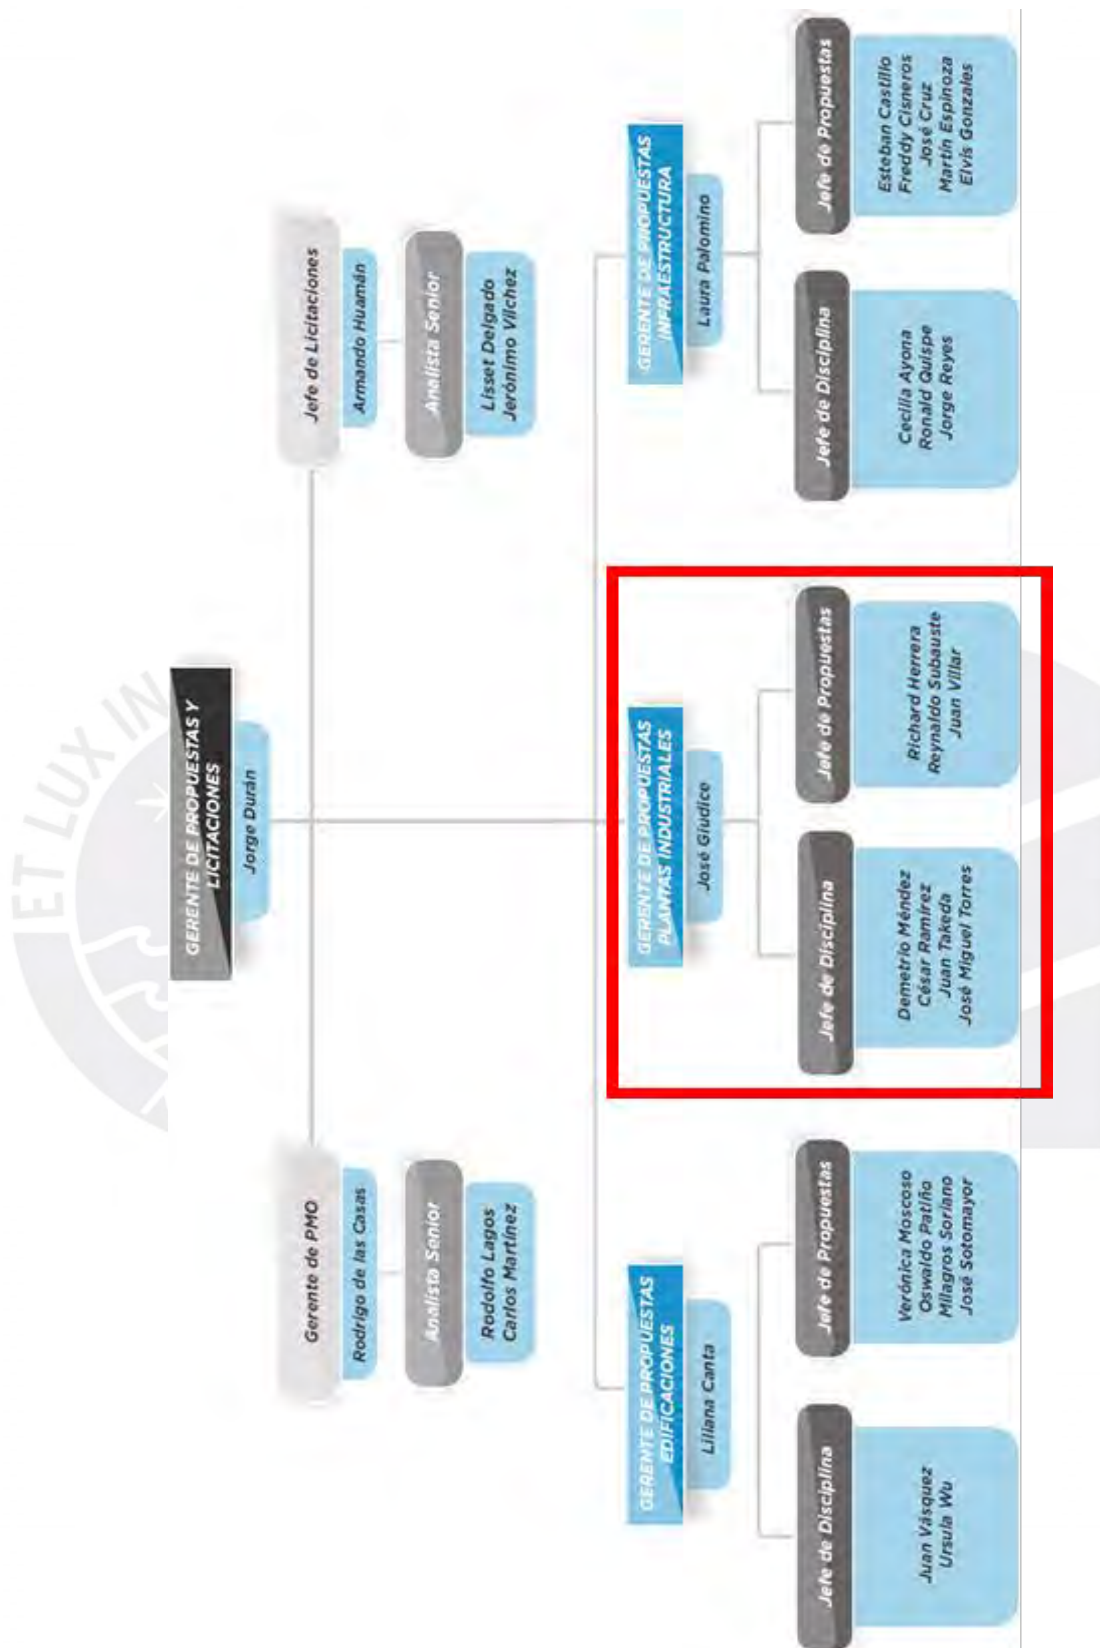 GERENTE DE PROPUESTAS Y
LICITACIONES
Jorge Durán
Gerente de PMO
Rodrigo de las Casas
Analista Senior
Rodolfo Lagos
Carlos Martínez
Jefe de Licitaciones
Armando Huamán
Analista Senior
Lisset Delgado
Jerónimo Vilchez
GERENTE DE PROPUESTAS
EDIFICACIONES
Liliana Canta
Jefe de Disciplina
Juan Vásquez
Ursula Wu
Jefe de Propuestas
Verónica Moscoso
Oswaldo Patiño
Milagros Soriano
José Sotomayor
GERENTE DE PROPUESTAS
PLANTAS INDUSTRIALES
José Giudice
Jefe de Disciplina
Demetrio Méndez
César Ramírez
Juan Takeda
José Miguel Torres
Jefe de Propuestas
Richard Herrera
Reynaldo Subauste
Juan Villar
GERENTE DE PROPUESTAS
INFRAESTRUCTURA
Laura Palomino
Jefe de Disciplina
Cecilia Ayona
Ronald Quispe
Jorge Reyes
Jefe de Propuestas
Esteban Castillo
Freddy Cisneros
José Cruz
Martín Espinoza
Elvis Gonzales
ET LUX IN